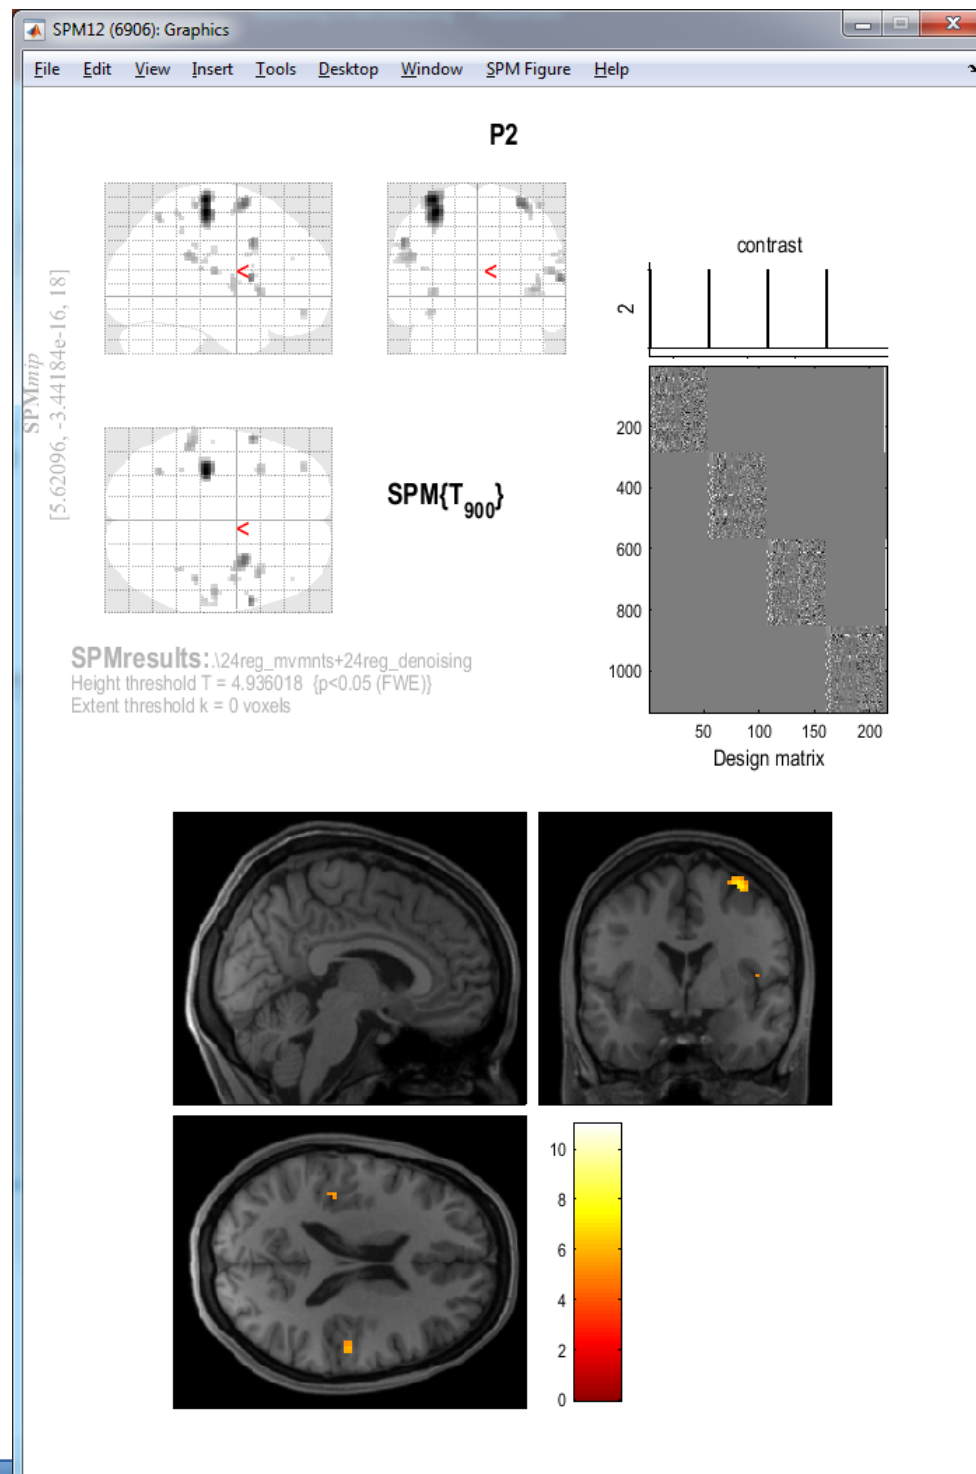 SPM12 (6906): Graphics
File Edit View Insert Tools Desktop Window SPM Figure Help
P2
SPMmip
[5.62096, -3.44184e-16, 18]
<
<
<
SPM{T900}
SPMresults: .\24reg_mvmnts+24reg_denoising
Height threshold T = 4.936018 {p<0.05 (FWE)}
Extent threshold k = 0 voxels
contrast
2
200
400
600
800
1000
50 100 150 200
Design matrix
10
8
6
4
2
0